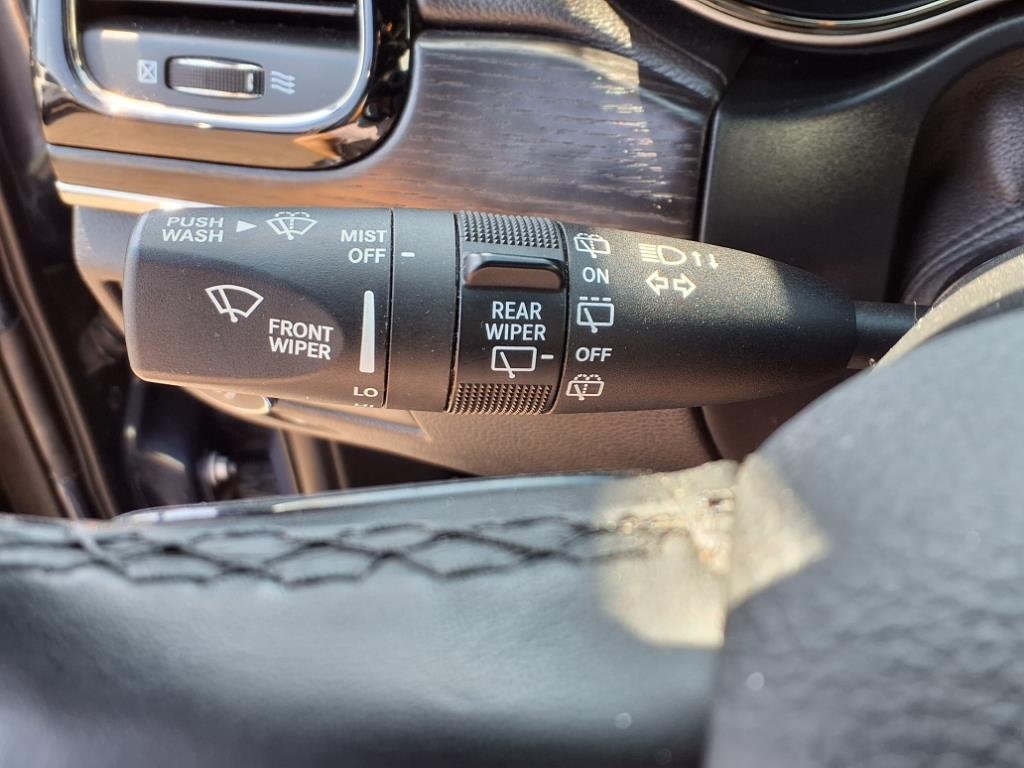 PUSH
WASH
MIST
OFF
FRONT
WIPER
LO
REAR
WIPER
ON
OFF